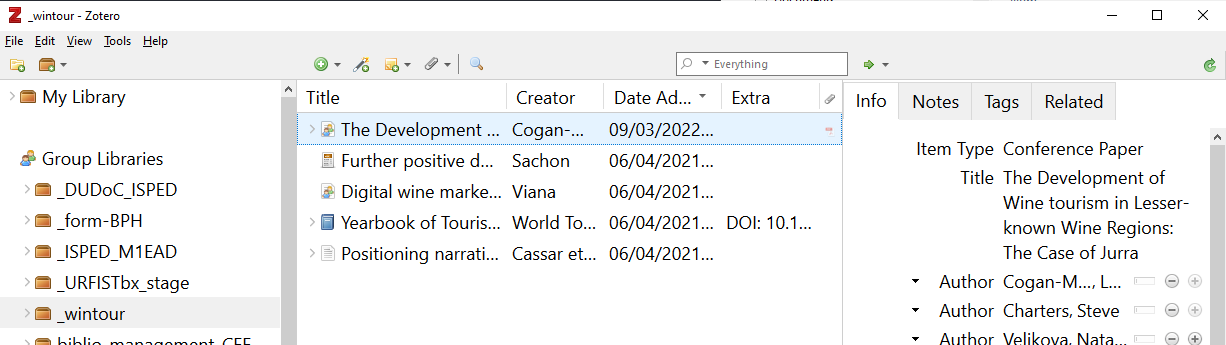 _wintour - Zotero
File Edit View Tools Help
Everything
My Library
Group Libraries
_DUDoC_ISPED
_form-BPH
_ISPED_M1EAD
_URFISTbx_stage
_wintour
Title Creator Date Ad... Extra
The Development ... Cogan-... 09/03/2022...
Further positive d... Sachon 06/04/2021...
Digital wine marke... Viana 06/04/2021...
Yearbook of Touris... World To... 06/04/2021... DOI: 10.1...
Positioning narrati... Cassar et... 06/04/2021...
Info Notes Tags Related
Item Type Conference Paper
Title The Development of
Wine tourism in Lesser-
known Wine Regions:
The Case of Jurra
Author Cogan-M..., L...
Author Charters, Steve
Author Velikova, Nata...